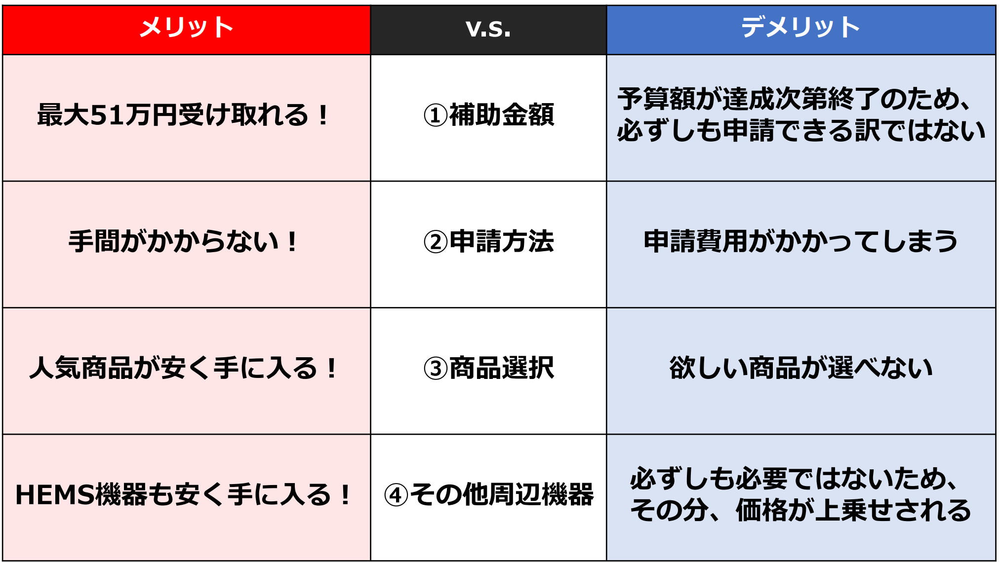 メリット
V.S.
デメリット
最大51万円受け取れる！
①補助金額
予算額が達成次第終了のため、
必ずしも申請できる訳ではない
手間がかからない！
②申請方法
申請費用がかかってしまう
人気商品が安く手に入る！
③商品選択
欲しい商品が選べない
HEMS機器も安く手に入る！
④その他周辺機器
必ずしも必要ではないため、
その分、価格が上乗せされる